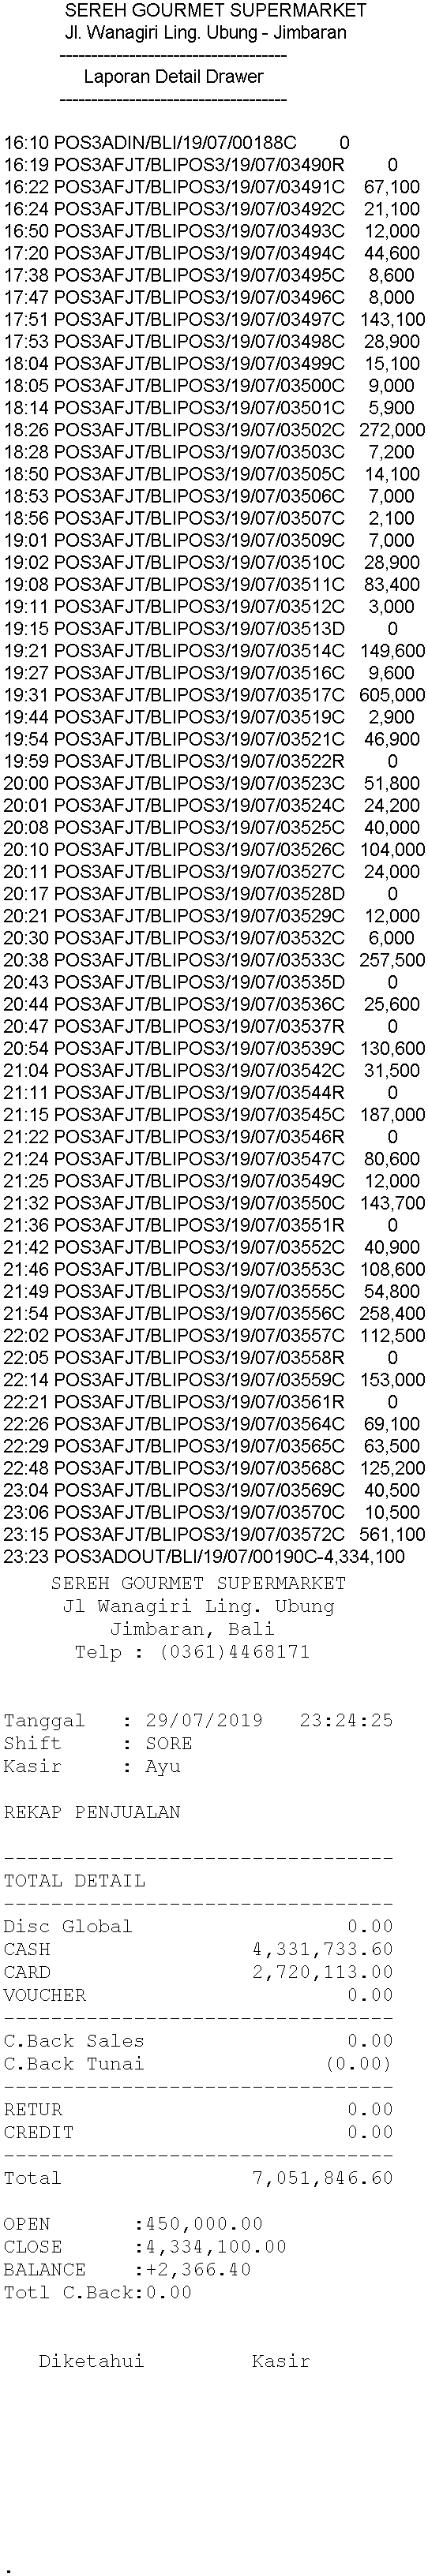 SEREH GOURMET SUPERMARKET
Jl. Wanagiri Ling. Ubung - Jimbaran
------------------------------------
Laporan Detail Drawer
------------------------------------
16:10 POS3ADIN/BLI/19/07/00188C 0
16:19 POS3AFJT/BLIPOS3/19/07/03490R 0
16:22 POS3AFJT/BLIPOS3/19/07/03491C 67,100
16:24 POS3AFJT/BLIPOS3/19/07/03492C 21,100
16:50 POS3AFJT/BLIPOS3/19/07/03493C 12,000
17:20 POS3AFJT/BLIPOS3/19/07/03494C 44,600
17:38 POS3AFJT/BLIPOS3/19/07/03495C 8,600
17:47 POS3AFJT/BLIPOS3/19/07/03496C 8,000
17:51 POS3AFJT/BLIPOS3/19/07/03497C 143,100
17:53 POS3AFJT/BLIPOS3/19/07/03498C 28,900
18:04 POS3AFJT/BLIPOS3/19/07/03499C 15,100
18:05 POS3AFJT/BLIPOS3/19/07/03500C 9,000
18:14 POS3AFJT/BLIPOS3/19/07/03501C 5,900
18:26 POS3AFJT/BLIPOS3/19/07/03502C 272,000
18:28 POS3AFJT/BLIPOS3/19/07/03503C 7,200
18:50 POS3AFJT/BLIPOS3/19/07/03505C 14,100
18:53 POS3AFJT/BLIPOS3/19/07/03506C 7,000
18:56 POS3AFJT/BLIPOS3/19/07/03507C 2,100
19:01 POS3AFJT/BLIPOS3/19/07/03509C 7,000
19:02 POS3AFJT/BLIPOS3/19/07/03510C 28,900
19:08 POS3AFJT/BLIPOS3/19/07/03511C 83,400
19:11 POS3AFJT/BLIPOS3/19/07/03512C 3,000
19:15 POS3AFJT/BLIPOS3/19/07/03513D 0
19:21 POS3AFJT/BLIPOS3/19/07/03514C 149,600
19:27 POS3AFJT/BLIPOS3/19/07/03516C 9,600
19:31 POS3AFJT/BLIPOS3/19/07/03517C 605,000
19:44 POS3AFJT/BLIPOS3/19/07/03519C 2,900
19:54 POS3AFJT/BLIPOS3/19/07/03521C 46,900
19:59 POS3AFJT/BLIPOS3/19/07/03522R 0
20:00 POS3AFJT/BLIPOS3/19/07/03523C 51,800
20:01 POS3AFJT/BLIPOS3/19/07/03524C 24,200
20:08 POS3AFJT/BLIPOS3/19/07/03525C 40,000
20:10 POS3AFJT/BLIPOS3/19/07/03526C 104,000
20:11 POS3AFJT/BLIPOS3/19/07/03527C 24,000
20:17 POS3AFJT/BLIPOS3/19/07/03528D 0
20:21 POS3AFJT/BLIPOS3/19/07/03529C 12,000
20:30 POS3AFJT/BLIPOS3/19/07/03532C 6,000
20:38 POS3AFJT/BLIPOS3/19/07/03533C 257,500
20:43 POS3AFJT/BLIPOS3/19/07/03535D 0
20:44 POS3AFJT/BLIPOS3/19/07/03536C 25,600
20:47 POS3AFJT/BLIPOS3/19/07/03537R 0
20:54 POS3AFJT/BLIPOS3/19/07/03539C 130,600
21:04 POS3AFJT/BLIPOS3/19/07/03542C 31,500
21:11 POS3AFJT/BLIPOS3/19/07/03544R 0
21:15 POS3AFJT/BLIPOS3/19/07/03545C 187,000
21:22 POS3AFJT/BLIPOS3/19/07/03546R 0
21:24 POS3AFJT/BLIPOS3/19/07/03547C 80,600
21:25 POS3AFJT/BLIPOS3/19/07/03549C 12,000
21:32 POS3AFJT/BLIPOS3/19/07/03550C 143,700
21:36 POS3AFJT/BLIPOS3/19/07/03551R 0
21:42 POS3AFJT/BLIPOS3/19/07/03552C 40,900
21:46 POS3AFJT/BLIPOS3/19/07/03553C 108,600
21:49 POS3AFJT/BLIPOS3/19/07/03555C 54,800
21:54 POS3AFJT/BLIPOS3/19/07/03556C 258,400
22:02 POS3AFJT/BLIPOS3/19/07/03557C 112,500
22:05 POS3AFJT/BLIPOS3/19/07/03558R 0
22:14 POS3AFJT/BLIPOS3/19/07/03559C 153,000
22:21 POS3AFJT/BLIPOS3/19/07/03561R 0
22:26 POS3AFJT/BLIPOS3/19/07/03564C 69,100
22:29 POS3AFJT/BLIPOS3/19/07/03565C 63,500
22:48 POS3AFJT/BLIPOS3/19/07/03568C 125,200
23:04 POS3AFJT/BLIPOS3/19/07/03569C 40,500
23:06 POS3AFJT/BLIPOS3/19/07/03570C 10,500
23:15 POS3AFJT/BLIPOS3/19/07/03572C 561,100
23:23 POS3ADOUT/BLI/19/07/00190C-4,334,100
SEREH GOURMET SUPERMARKET
Jl Wanagiri Ling. Ubung
Jimbaran, Bali
Telp : (0361)4468171
Tanggal : 29/07/2019 23:24:25
Shift : SORE
Kasir : Ayu
REKAP PENJUALAN
---------------------------------
TOTAL DETAIL
---------------------------------
Disc Global 0.00
CASH 4,331,733.60
CARD 2,720,113.00
VOUCHER 0.00
---------------------------------
C.Back Sales 0.00
C.Back Tunai (0.00)
---------------------------------
RETUR 0.00
CREDIT 0.00
---------------------------------
Total 7,051,846.60
OPEN :450,000.00
CLOSE :4,334,100.00
BALANCE :+2,366.40
Totl C.Back:0.00
Diketahui Kasir
.